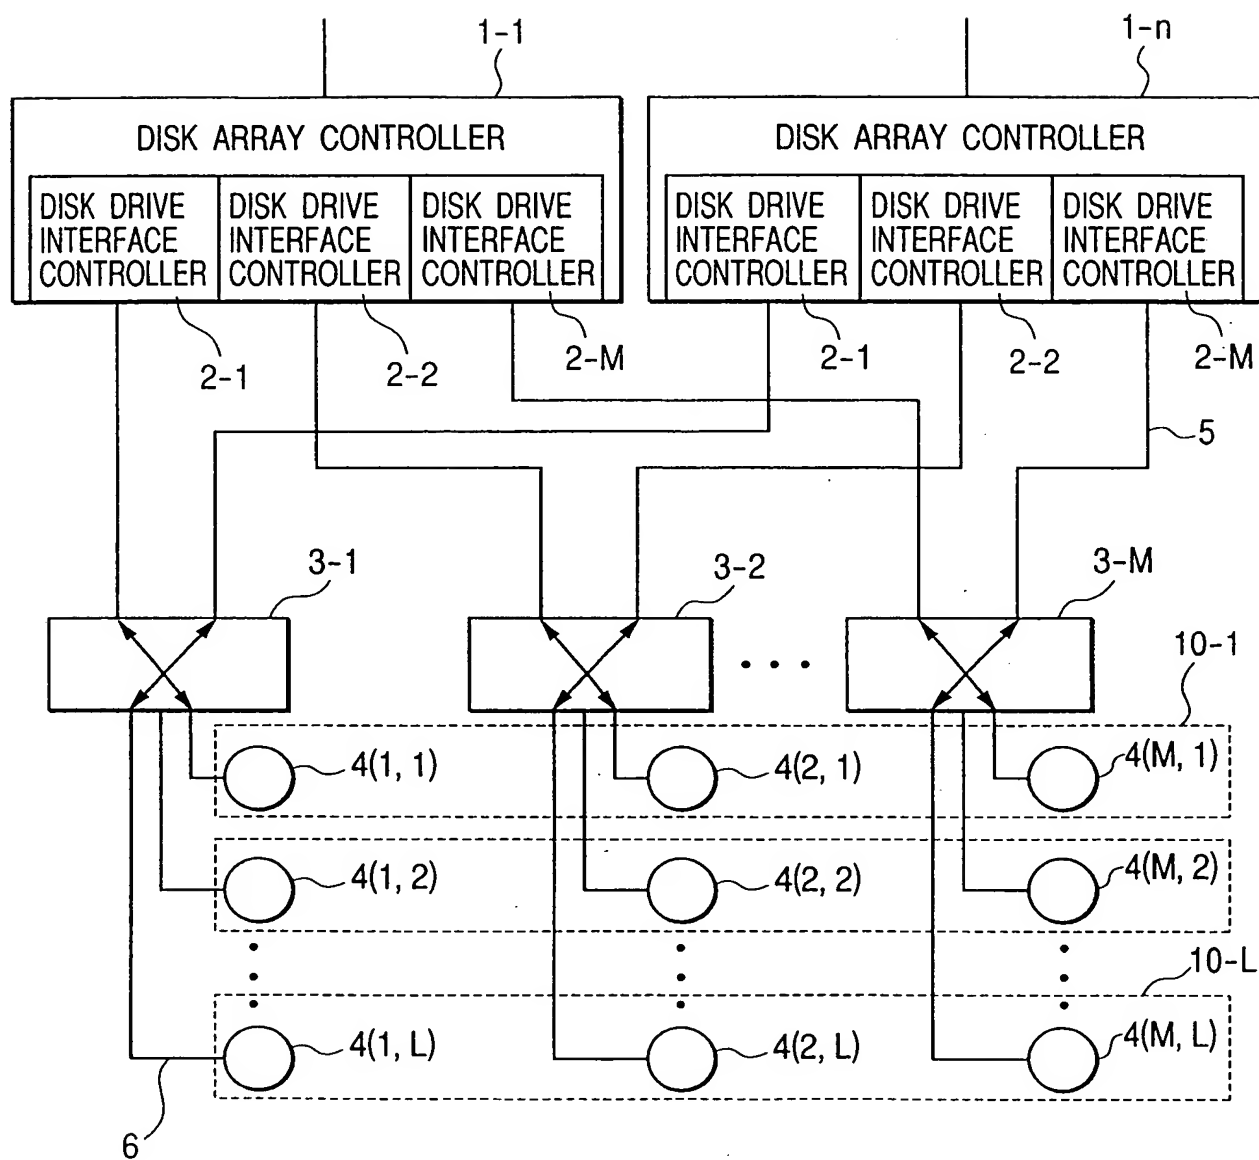 1-1
1-n
DISK ARRAY CONTROLLER
DISK ARRAY CONTROLLER
DISK DRIVE
INTERFACE
CONTROLLER
DISK DRIVE
INTERFACE
CONTROLLER
DISK DRIVE
INTERFACE
CONTROLLER
DISK DRIVE
INTERFACE
CONTROLLER
DISK DRIVE
INTERFACE
CONTROLLER
DISK DRIVE
INTERFACE
CONTROLLER
2-1
2-2
2-M
2-1
2-2
2-M
5
3-1
3-2
3-M
10-1
4(1, 1)
4(2, 1)
4(M, 1)
4(1, 2)
4(2, 2)
4(M, 2)
10-L
4(1, L)
4(2, L)
4(M, L)
6